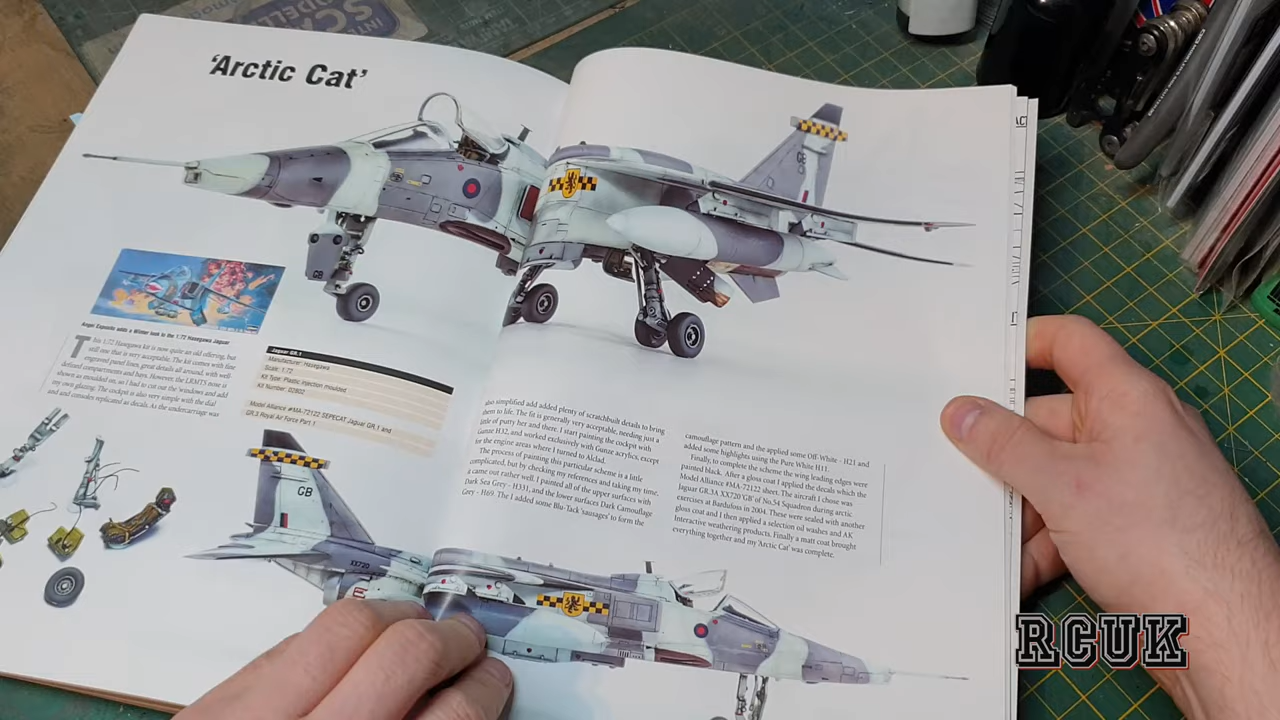 'Arctic Cat'
Angel Exposito adds a Winter look to the 1:72 Hasegawa Jaguar
This 1:72 Hasegawa kit is now quite an old offering, but
still one that is very acceptable. The kit comes with fine
engraved panel lines, great details all around, with well-
defined compartments and bays. However, the LRMTS nose is
shown as moulded on, so I had to cut out the windows and add
my own glazing. The cockpit is also very simple with the dial
and consoles replicated as decals. As the undercarriage was
Jaguar GR.1
Manufacturer: Hasegawa
Scale: 1:72
Kit Type: Plastic injection moulded
Kit Number: 02802
Model Alliance #MA-72122 SEPECAT Jaguar GR.1 and
GR.3 Royal Air Force Part 1
also simplified add added plenty of scratchbuilt details to bring
them to life. The fit is generally very acceptable, needing just a
little of putty her and there. I start painting the cockpit with
Gunze H32, and worked exclusively with Gunze acrylics, except
for the engine areas where I turned to Alclad.
The process of painting this particular scheme is a little
complicated, but by checking my references and taking my time,
it came out rather well. I painted all of the upper surfaces with
Dark Sea Grey - H331, and the lower surfaces Dark Camouflage
Grey - H69. The I added some Blu-Tack 'sausages' to form the
camouflage pattern and the applied some Off-White - H21 and
added some highlights using the Pure White H11.
Finally, to complete the scheme the wing leading edges were
painted black. After a gloss coat I applied the decals which the
Model Alliance #MA-72122 sheet. The aircraft I chose was
Jaguar GR.3A XX720 'GB' of No.54 Squadron during arctic
exercises at Bardufoss in 2004. These were sealed with another
gloss coat and I then applied a selection oil washes and AK
Interactive weathering products. Finally a matt coat brought
everything together and my 'Arctic Cat' was complete.
GB
GB
GB
XX720
RCUK